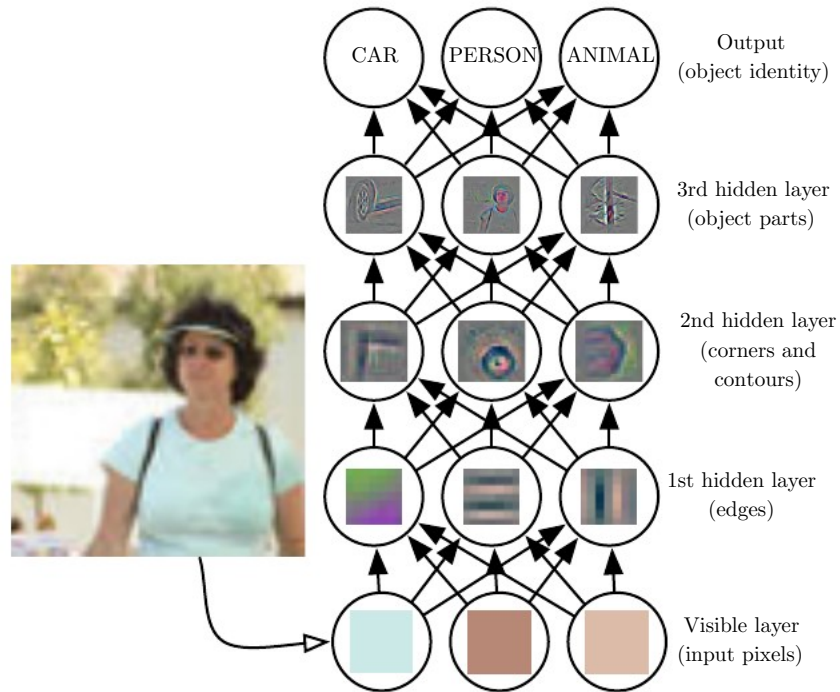 CAR PERSON ANIMAL
Output
(object identity)
3rd hidden layer
(object parts)
2nd hidden layer
(corners and
contours)
1st hidden layer
(edges)
Visible layer
(input pixels)